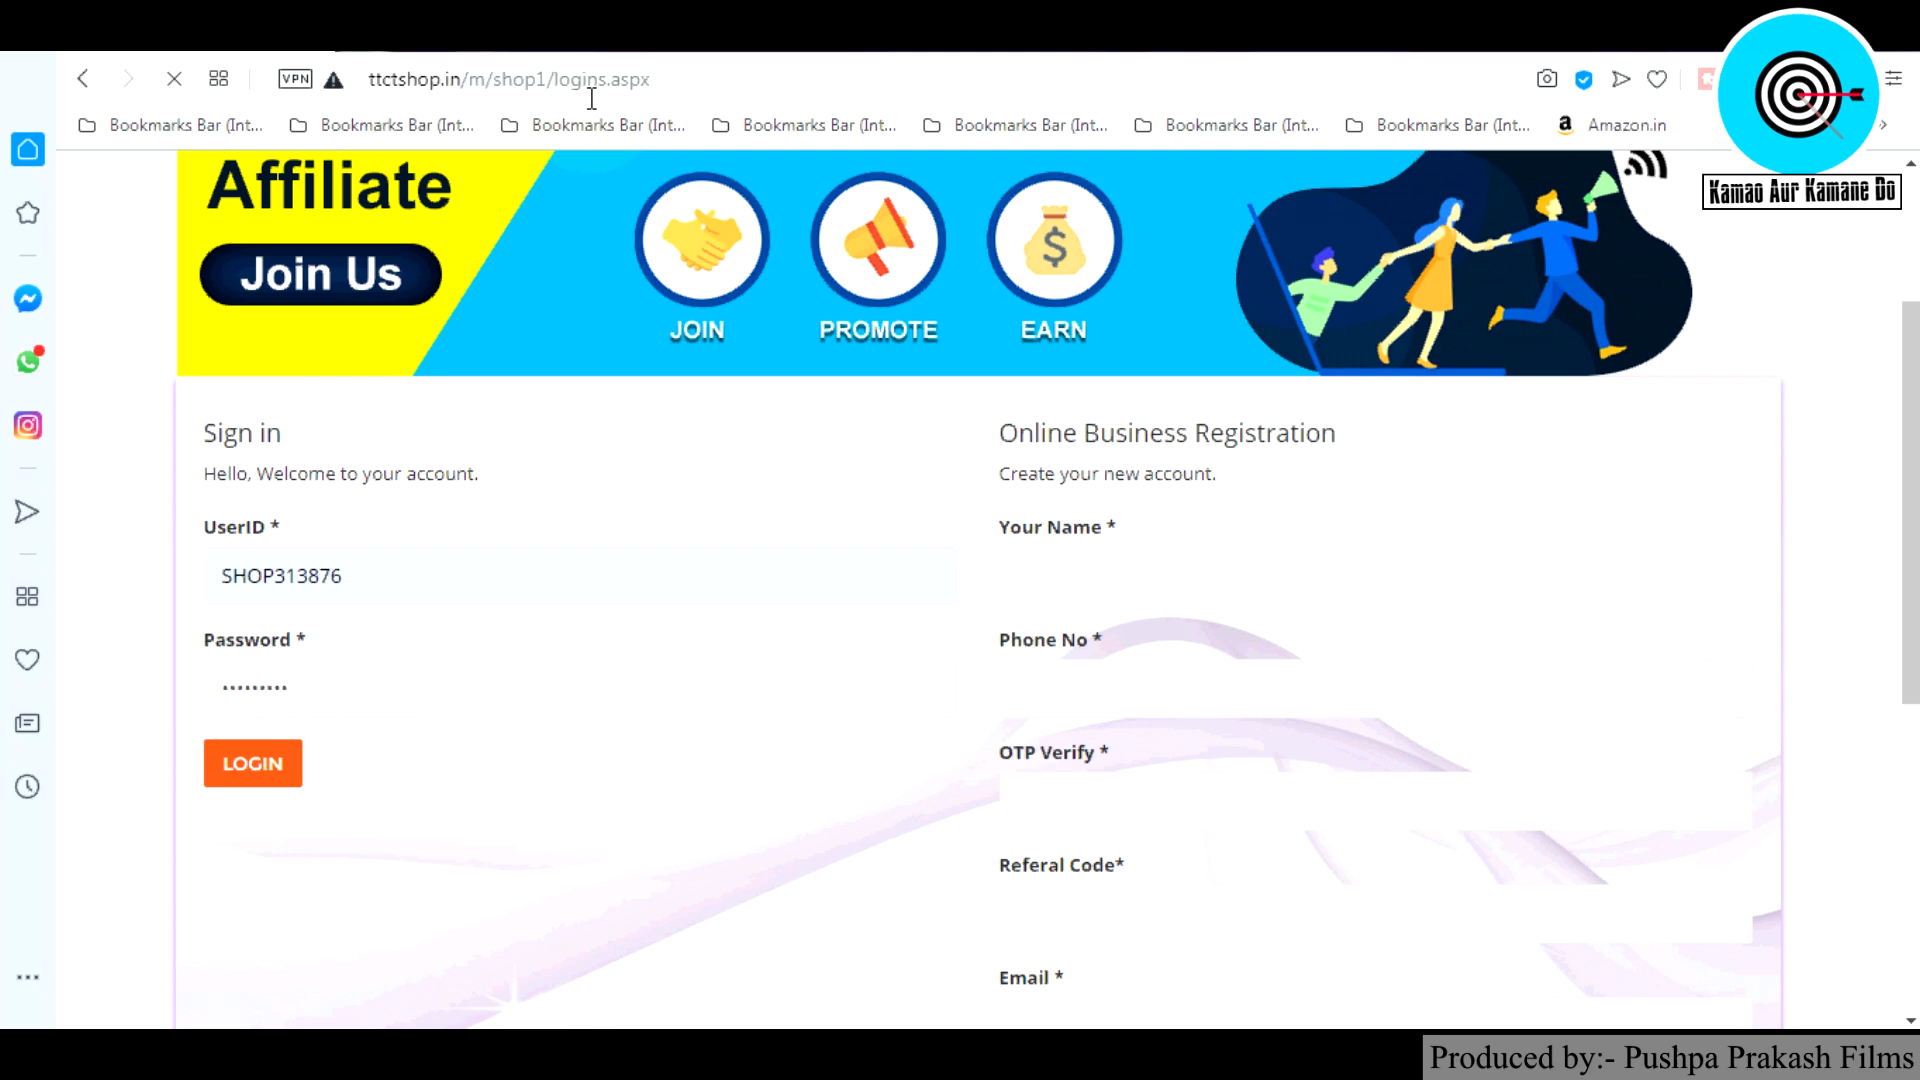 VPN ttctshop.in/m/shop1/logins.aspx
Bookmarks Bar (Int... Bookmarks Bar (Int... Bookmarks Bar (Int... Bookmarks Bar (Int... Bookmarks Bar (Int... Bookmarks Bar (Int... Bookmarks Bar (Int... a Amazon.in
Kamao Aur Kamane Do
Affiliate
Join Us
$
JOIN PROMOTE EARN
Sign in
Hello, Welcome to your account.
UserID *
SHOP313876
Password *
•••••••••
LOGIN
Online Business Registration
Create your new account.
Your Name *
Phone No *
OTP Verify *
Referal Code*
Email *
Produced by:- Pushpa Prakash Films